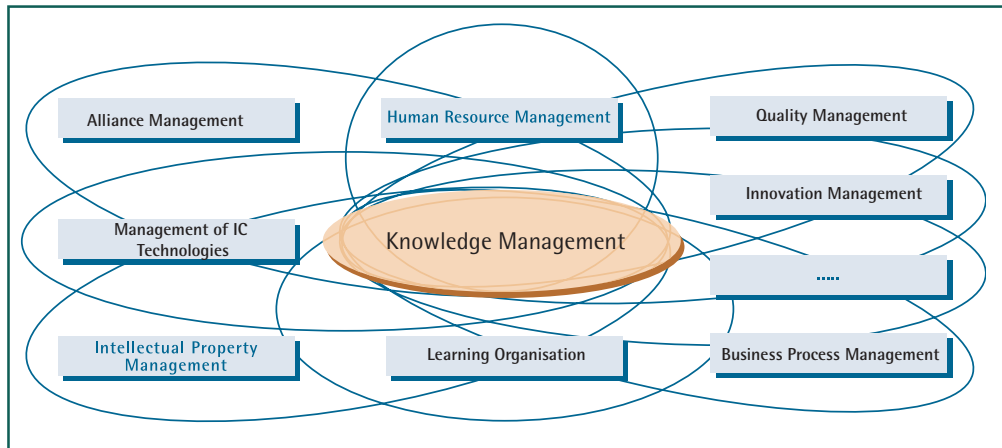 Alliance Management
Human Resource Management
Quality Management
Innovation Management
Management of IC
Technologies
Knowledge Management
.....
Intellectual Property
Management
Learning Organisation
Business Process Management